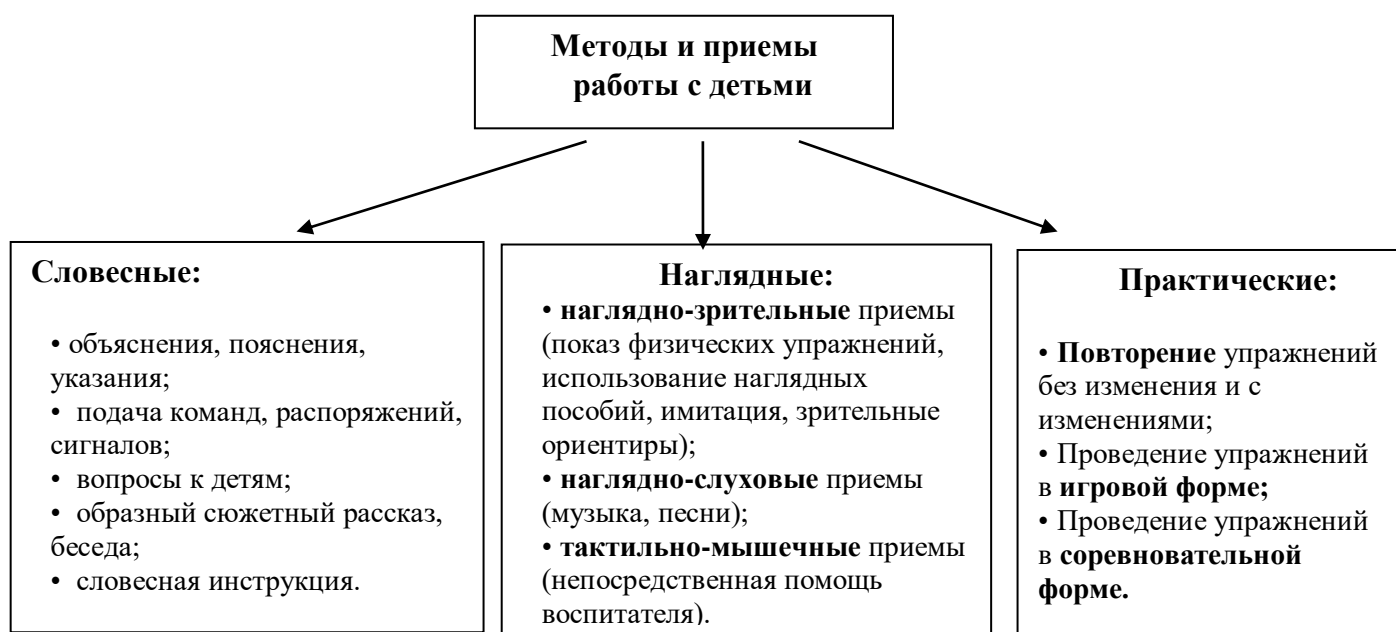 Методы и приемы
работы с детьми
Словесные:
• объяснения, пояснения,
указания;
• подача команд, распоряжений,
сигналов;
• вопросы к детям;
• образный сюжетный рассказ,
беседа;
• словесная инструкция.
Наглядные:
• наглядно-зрительные приемы
(показ физических упражнений,
использование наглядных
пособий, имитация, зрительные
ориентиры);
• наглядно-слуховые приемы
(музыка, песни);
• тактильно-мышечные приемы
(непосредственная помощь
воспитателя).
Практические:
• Повторение упражнений
без изменения и с
изменениями;
• Проведение упражнений
в игровой форме;
• Проведение упражнений
в соревновательной
форме.